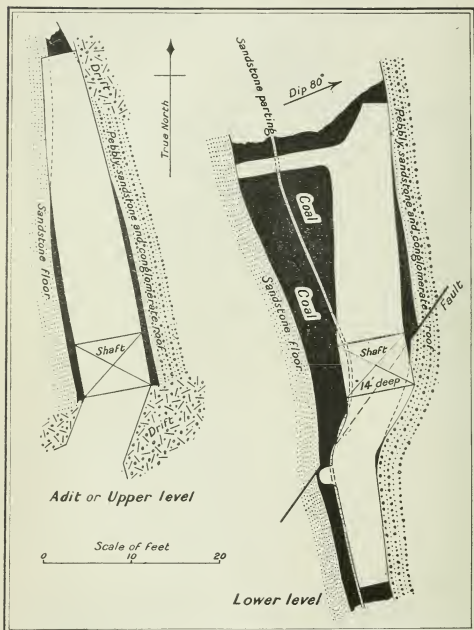 Drift
Pebbly, sandstone and conglomerate roof
Sandstone floor
Shaft
Drift
Adit or Upper level
True North
Scale of Feet
0 10 20
Sandstone parting
Dip 80°
Pebbly, sandstone and conglomerate roof
Coal
Coal
Sandstone floor
Fault
Shaft
14 deep
Lower level